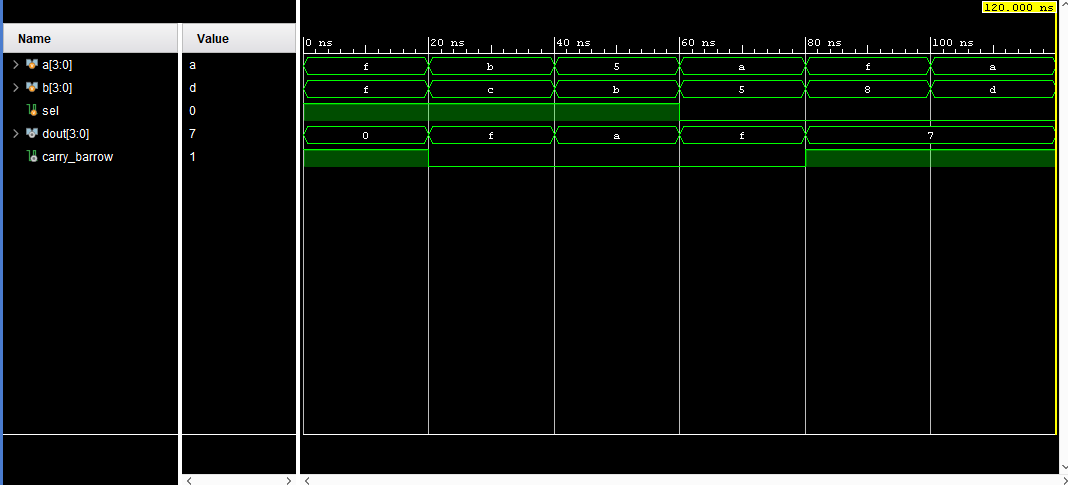 120.000 ns
Name Value 0 ns 20 ns 40 ns 60 ns 80 ns 100 ns
a[3:0] a f b 5 a f a
b[3:0] d f c b 5 8 d
sel 0
dout[3:0] 7 0 f a f 7
carry_barrow 1